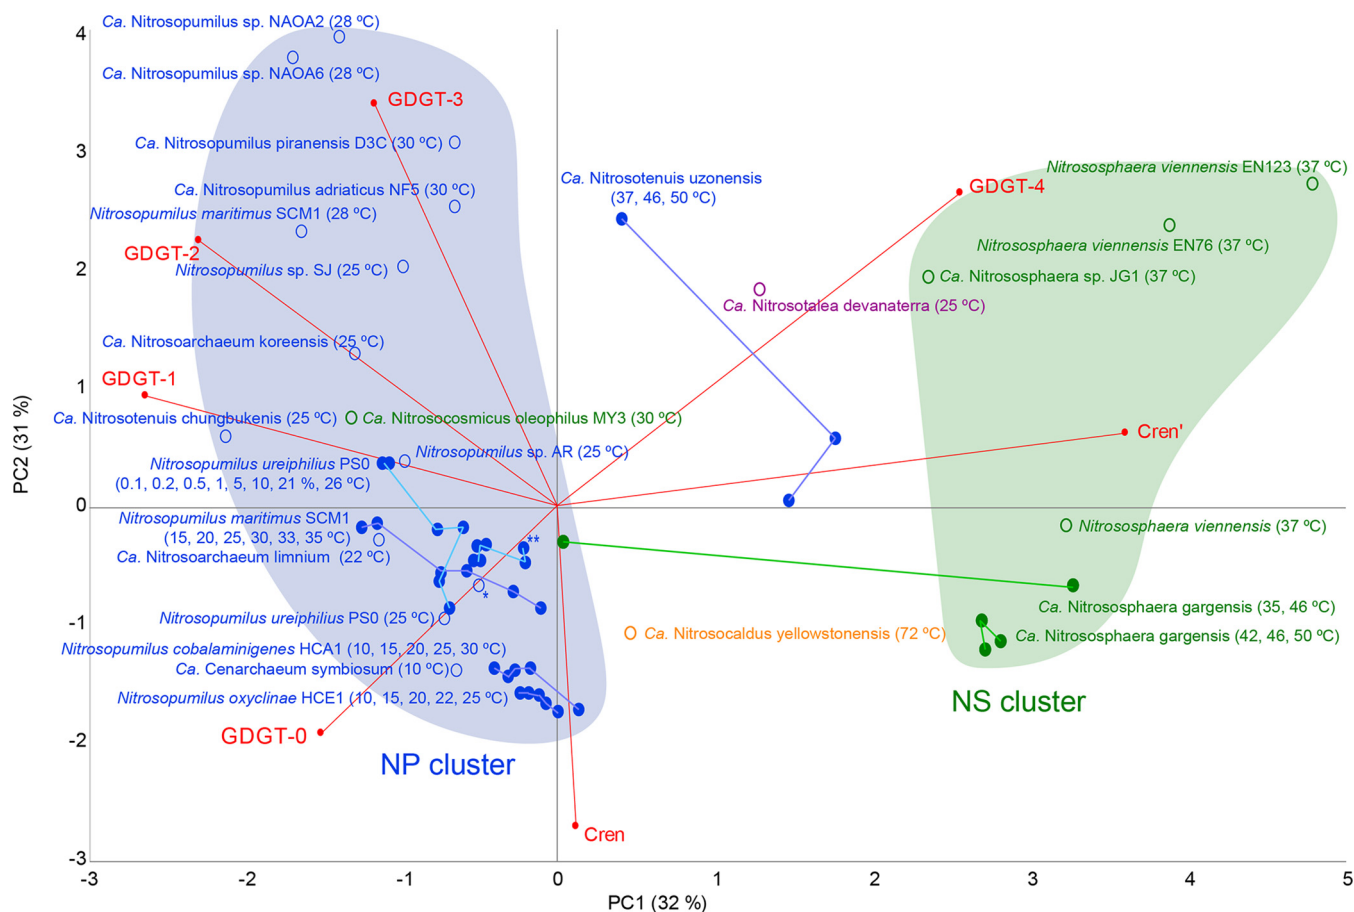 4
Ca. Nitrosopumilus sp. NAOA2 (28 ºC)
Ca. Nitrosopumilus sp. NAOA6 (28 ºC)
GDGT-3
3
Ca. Nitrosopumilus piranensis D3C (30 ºC)
Ca. Nitrosopumilus adriaticus NF5 (30 ºC)
Nitrosopumilus maritimus SCM1 (28 ºC)
GDGT-2
2
Nitrosopumilus sp. SJ (25 ºC)
Ca. Nitrosotenuis uzonensis
(37, 46, 50 ºC)
Nitrososphaera viennensis EN123 (37 ºC)
GDGT-4
Nitrososphaera viennensis EN76 (37 ºC)
Ca. Nitrososphaera sp. JG1 (37 ºC)
Ca. Nitrosotalea devanaterra (25 ºC)
Ca. Nitrosoarchaeum koreensis (25 ºC)
GDGT-1
1
Ca. Nitrosotenuis chungbukenis (25 ºC)
Ca. Nitrosocosmicus oleophilus MY3 (30 ºC)
Cren'
Nitrosopumilus sp. AR (25 ºC)
Nitrosopumilus ureiphilius PS0
(0.1, 0.2, 0.5, 1, 5, 10, 21 %, 26 ºC)
PC2 (31 %)
0
Nitrosopumilus maritimus SCM1
(15, 20, 25, 30, 33, 35 ºC)
**
Nitrososphaera viennensis (37 ºC)
Ca. Nitrosoarchaeum limnium (22 ºC)
*
Ca. Nitrososphaera gargensis (35, 46 ºC)
Nitrosopumilus ureiphilius PS0 (25 ºC)
-1
Ca. Nitrosocaldus yellowstonensis (72 ºC)
Ca. Nitrososphaera gargensis (42, 46, 50 ºC)
Nitrosopumilus cobalaminigenes HCA1 (10, 15, 20, 25, 30 ºC)
Ca. Cenarchaeum symbiosum (10 ºC)
Nitrosopumilus oxyclinae HCE1 (10, 15, 20, 22, 25 ºC)
NS cluster
GDGT-0
-2
NP cluster
Cren
-3
-3
-2
-1
0
1
2
3
4
5
PC1 (32 %)